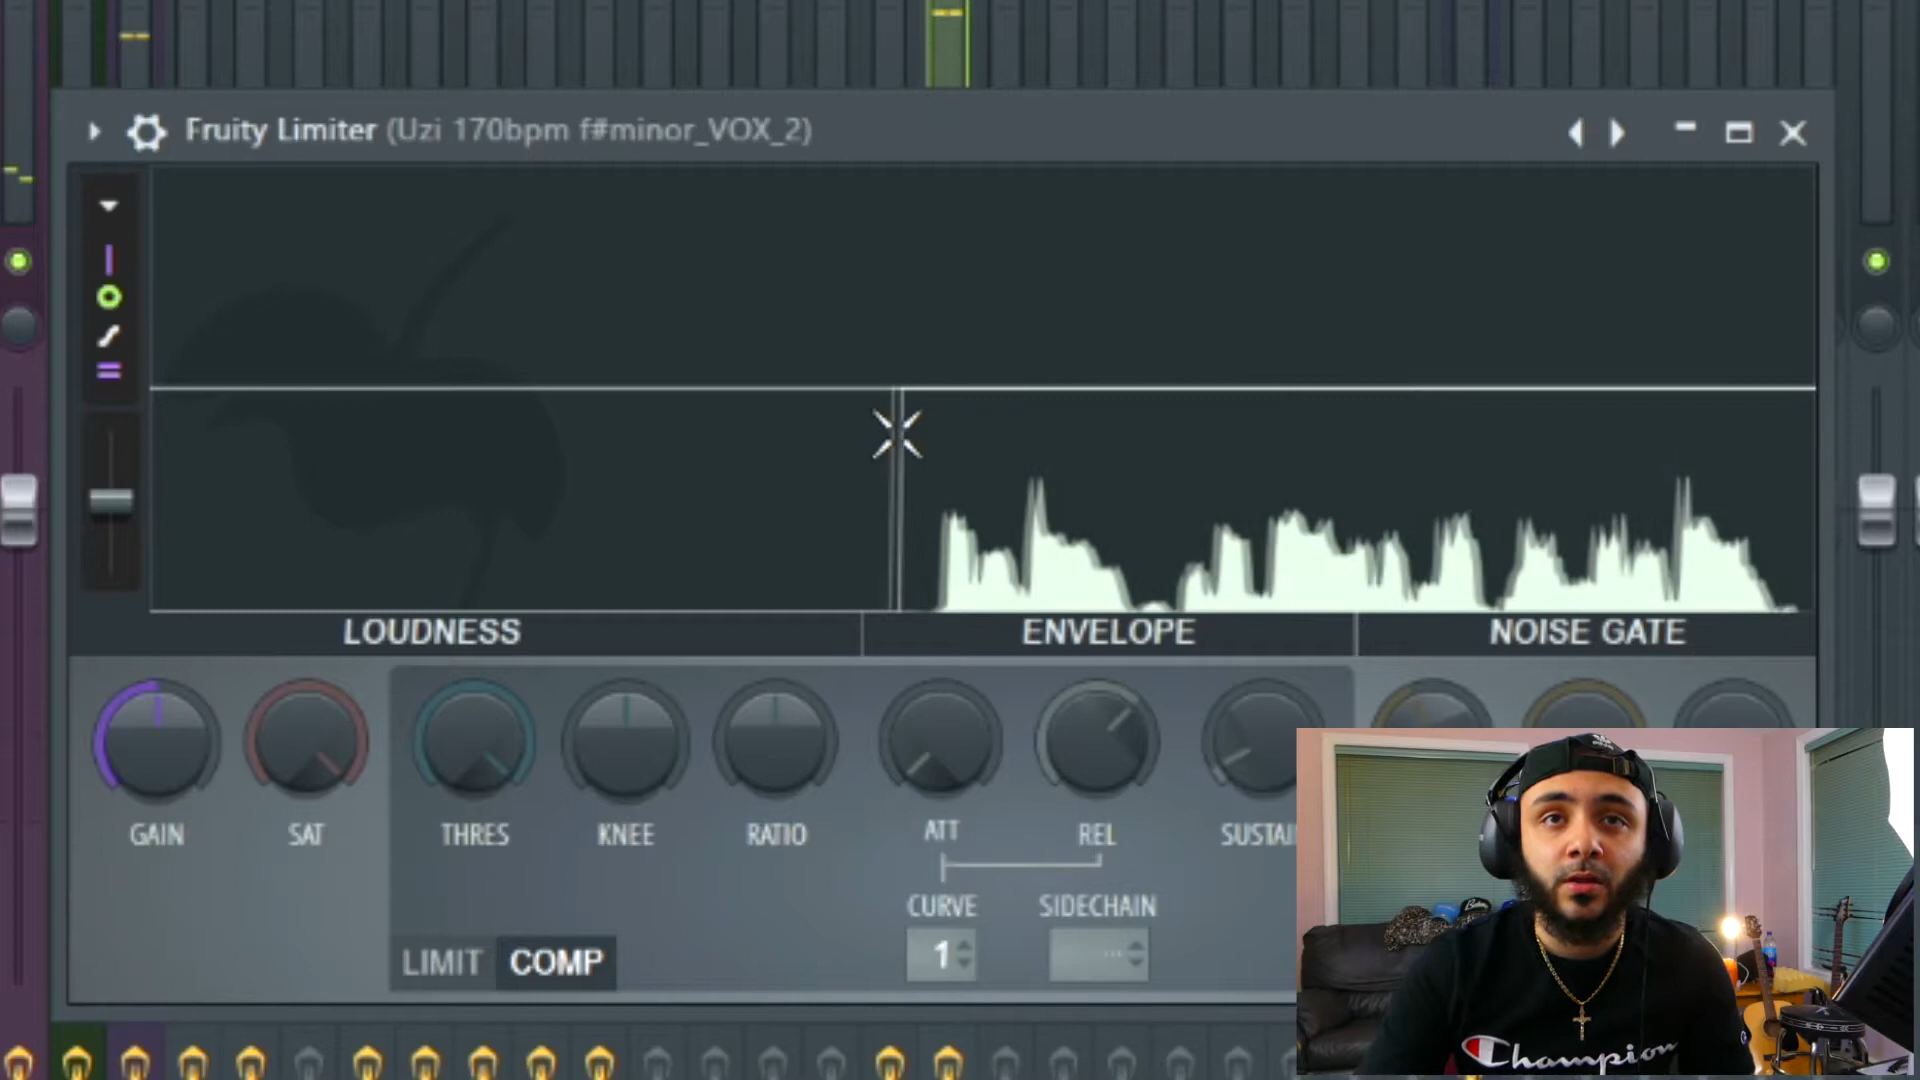 Fruity Limiter (Uzi 170bpm f#minor_VOX_2)
LOUDNESS ENVELOPE NOISE GATE
GAIN SAT THRES KNEE RATIO ATT REL SUSTAI
CURVE SIDECHAIN
LIMIT COMP 1 ---
Champion